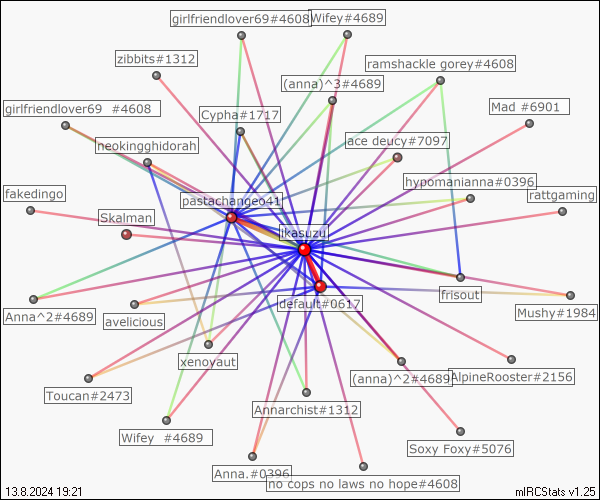 girlfriendlover69#4608
Wifey#4689
zibbits#1312
ramshackle gorey#4608
(anna)^3#4689
girlfriendlover69 #4608
Cypha#1717
Mad #6901
neokingghidorah
ace deucy#7097
hypomanianna#0396
fakedingo
pastachangeo41
rattgaming
Skalman
likasuzu
frisout
default#0617
Anna^2#4689
avelicious
Mushy#1984
xenoyaut
(anna)^2#4689
AlpineRooster#2156
Toucan#2473
Annarchist#1312
Wifey #4689
Soxy Foxy#5076
Anna.#0396
no cops no laws no hope#4608
13.8.2024 19:21
mIRCStats v1.25